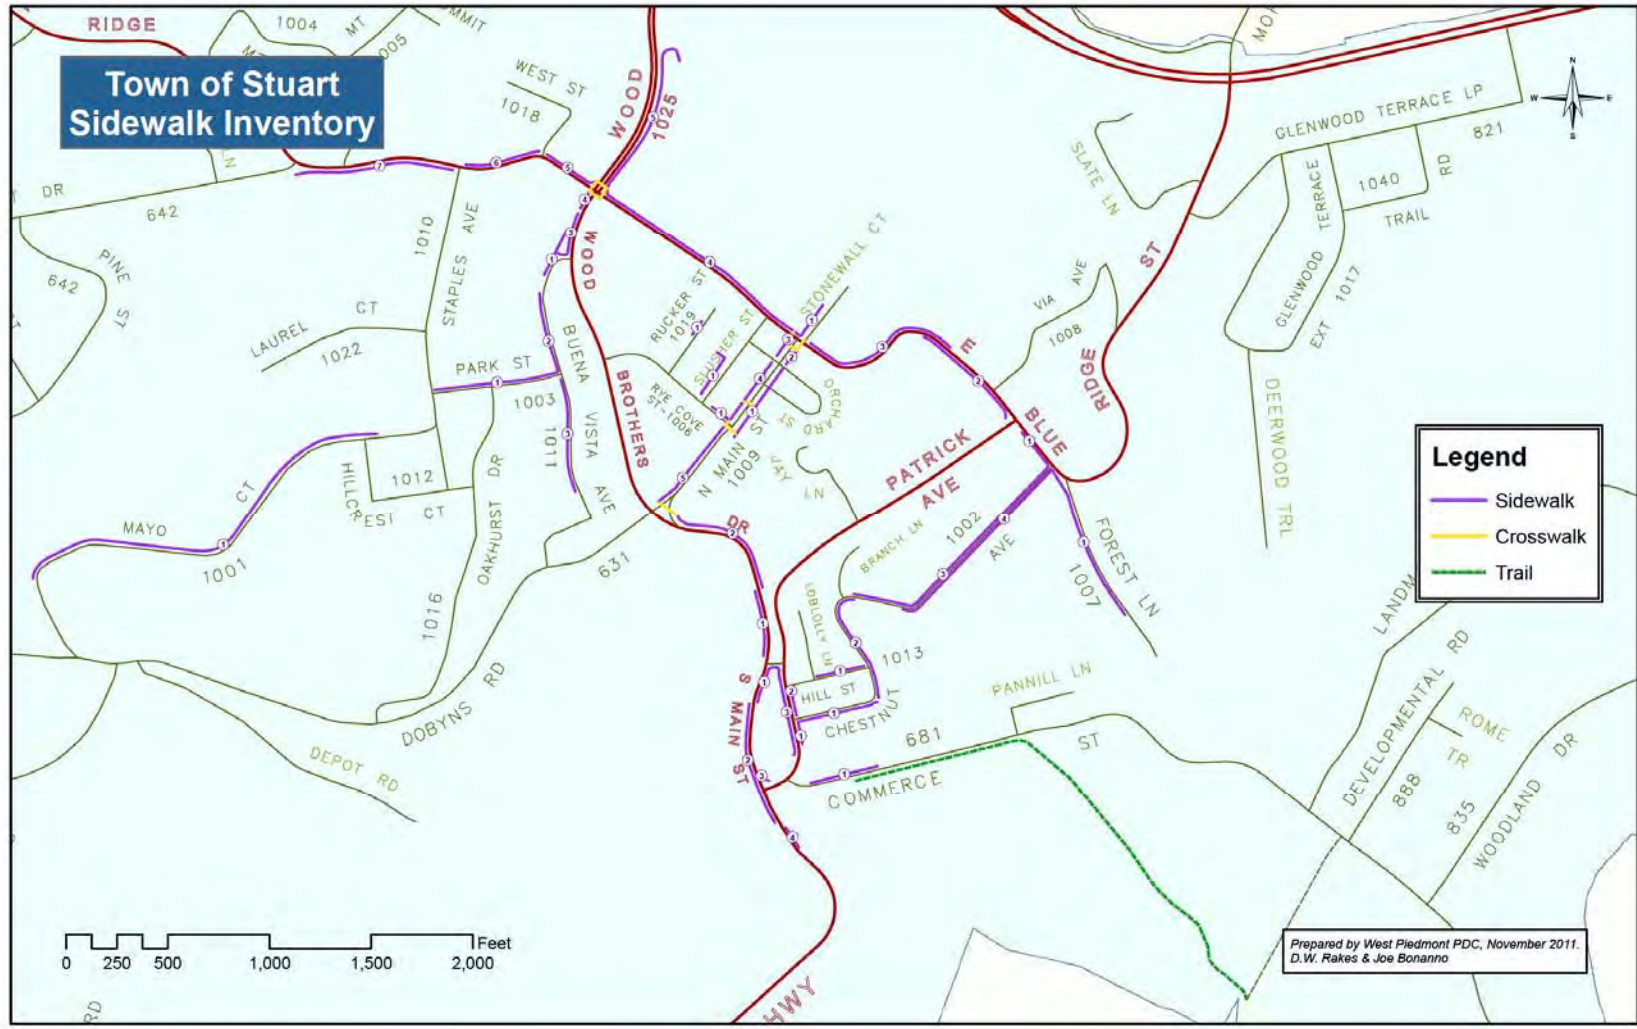 RIDGE
1004
MT
1005
Town of Stuart
Sidewalk Inventory
WEST ST
1018
WOOD
1025
DR
642
LN
642
PINE ST
1010
STAPLES AVE
LAUREL CT
1022
PARK ST
1003
WOOD
BROTHERS
DR
BUENA VISTA AVE
1011
RUCKER ST
1019
SLUSHER ST
STONEWALL CT
RYE COVE
ST-1006
ORCHARD ST
N MAIN ST
1009
JAY LN
E
BLUE
RIDGE
ST
PATRICK
AVE
VIA AVE
1008
SLATE LN
GLENWOOD TERRACE LP
821
GLENWOOD TERRACE
1040
RD
TRAIL
GLENWOOD
EXT 1017
DEERWOOD TRL
MAYO CT
1001
HILLCREST CT
1012
OAKHURST DR
1016
631
DOBYNS RD
DEPOT RD
BRANCH LN
1002
AVE
FOREST LN
1007
LOBLOLLY LN
1013
HILL ST
CHESTNUT
S MAIN ST
681
COMMERCE
ST
PANNILL LN
DEVELOPMENTAL RD
888
ROME TR
835
WOODLAND DR
HWY
RD
N
W E
S
Legend
Sidewalk
Crosswalk
Trail
Feet
0 250 500 1,000 1,500 2,000
Prepared by West Piedmont PDC, November 2011.
D.W. Rakes & Joe Bonanno